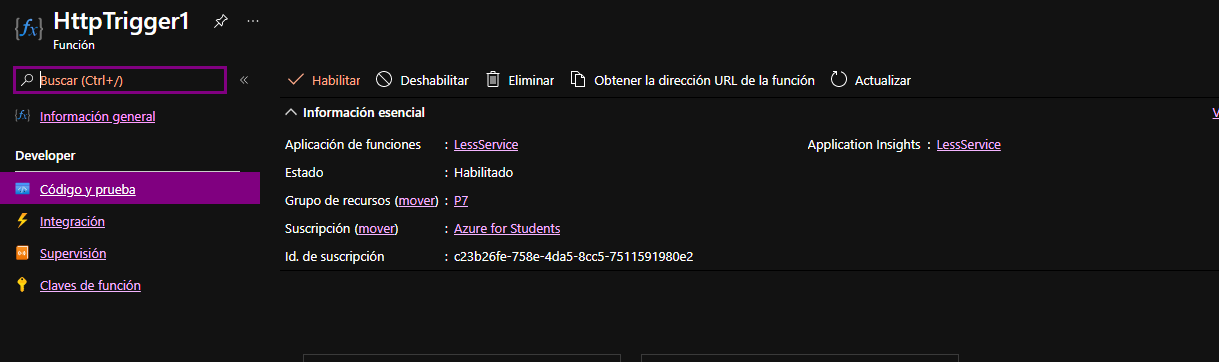 HttpTrigger1
...
Función
Buscar (Ctrl+/)
«
Información general
Developer
Código y prueba
Integración
Supervisión
Claves de función
Habilitar Deshabilitar Eliminar Obtener la dirección URL de la función Actualizar
Información esencial
V
Aplicación de funciones : LessService Application Insights : LessService
Estado : Habilitado
Grupo de recursos (mover) : P7
Suscripción (mover) : Azure for Students
Id. de suscripción : c23b26fe-758e-4da5-8cc5-7511591980e2